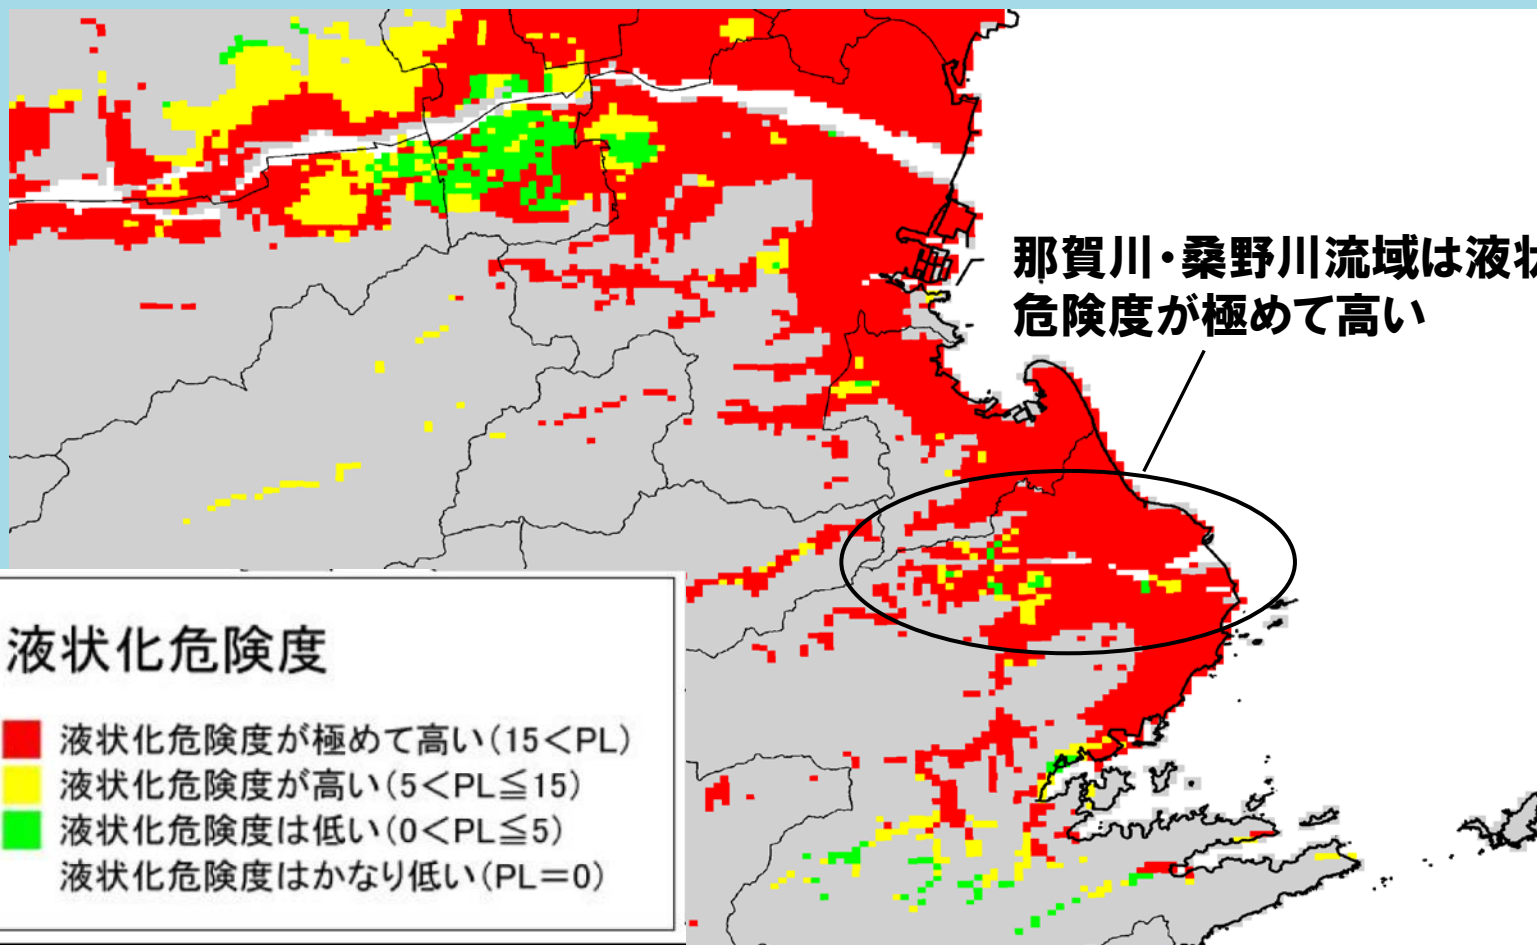 那賀川・桑野川流域は液状
危険度が極めて高い
液状化危険度
液状化危険度が極めて高い(15＜PL)
液状化危険度が高い(5＜PL≦15)
液状化危険度は低い(0＜PL≦5)
液状化危険度はかなり低い(PL＝0)